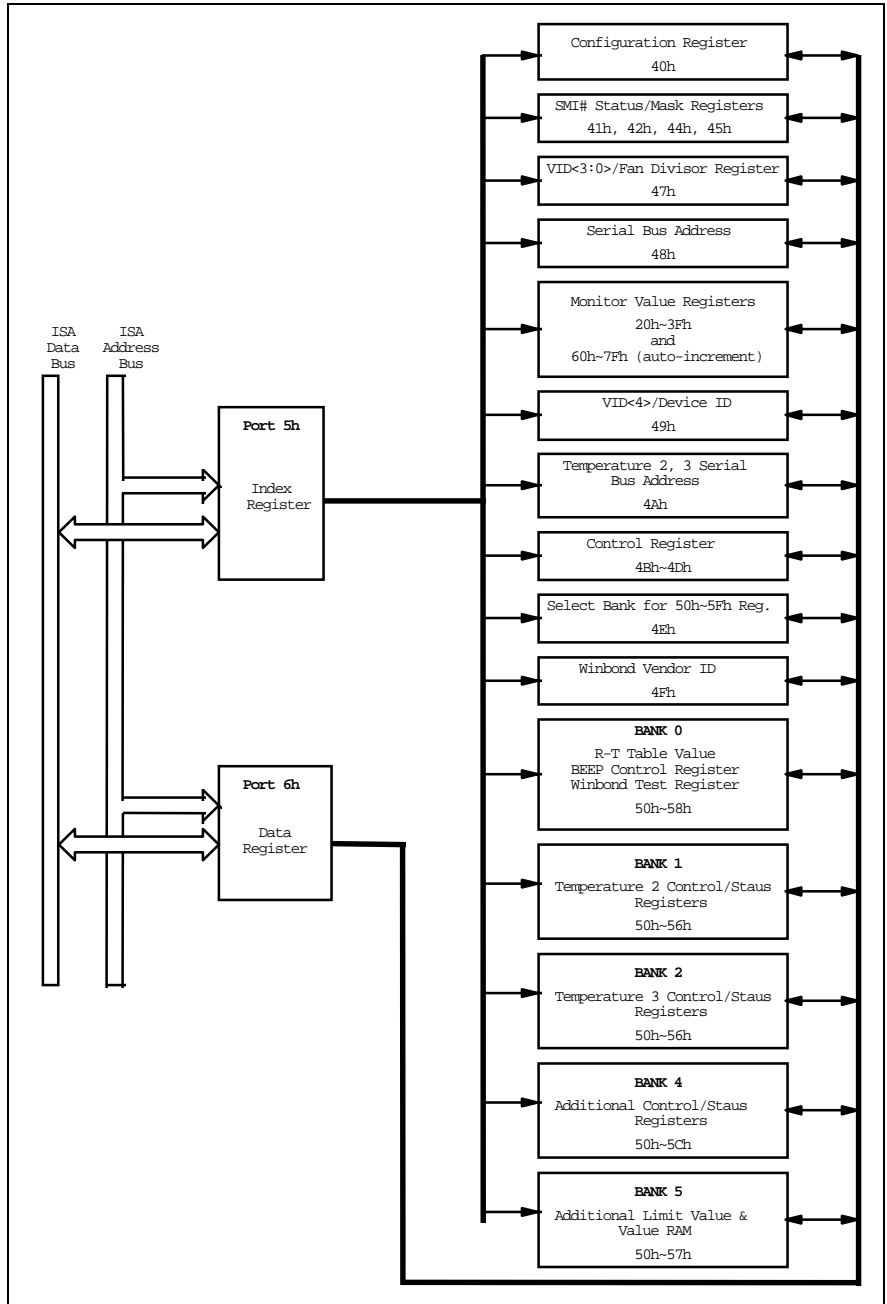 ISA
Data
Bus
ISA
Address
Bus
Port 5h
Index
Register
Port 6h
Data
Register
Configuration Register
40h
SMI# Status/Mask Registers
41h, 42h, 44h, 45h
VID<3:0>/Fan Divisor Register
47h
Serial Bus Address
48h
Monitor Value Registers
20h~3Fh
and
60h~7Fh (auto-increment)
VID<4>/Device ID
49h
Temperature 2, 3 Serial
Bus Address
4Ah
Control Register
4Bh~4Dh
Select Bank for 50h~5Fh Reg.
4Eh
Winbond Vendor ID
4Fh
BANK 0
R-T Table Value
BEEP Control Register
Winbond Test Register
50h~58h
BANK 1
Temperature 2 Control/Staus
Registers
50h~56h
BANK 2
Temperature 3 Control/Staus
Registers
50h~56h
BANK 4
Additional Control/Staus
Registers
50h~5Ch
BANK 5
Additional Limit Value &
Value RAM
50h~57h